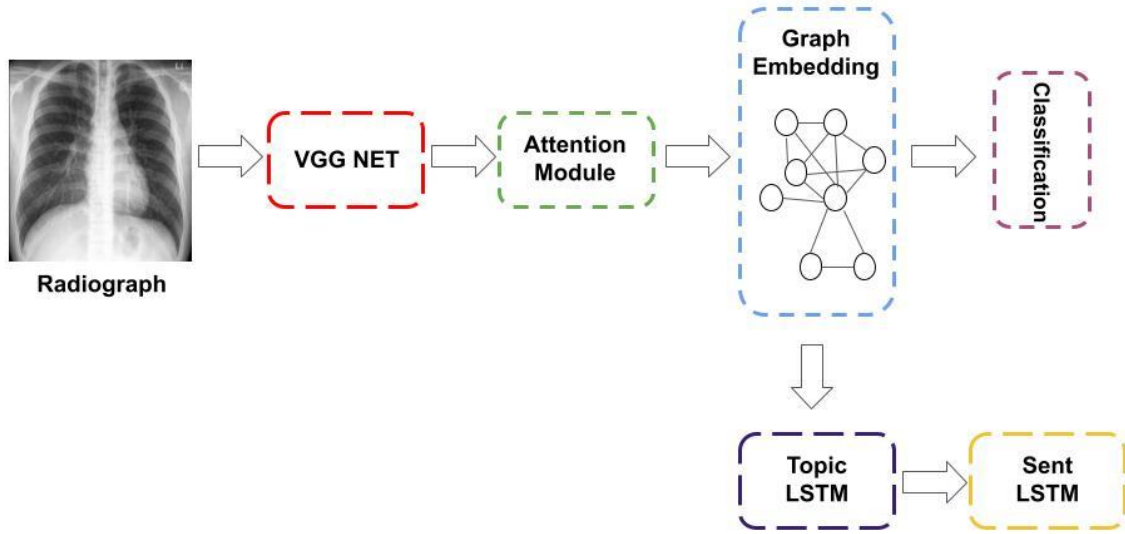 Graph
Embedding
Classification
VGG NET
Attention
Module
Radiograph
Topic
LSTM
Sent
LSTM